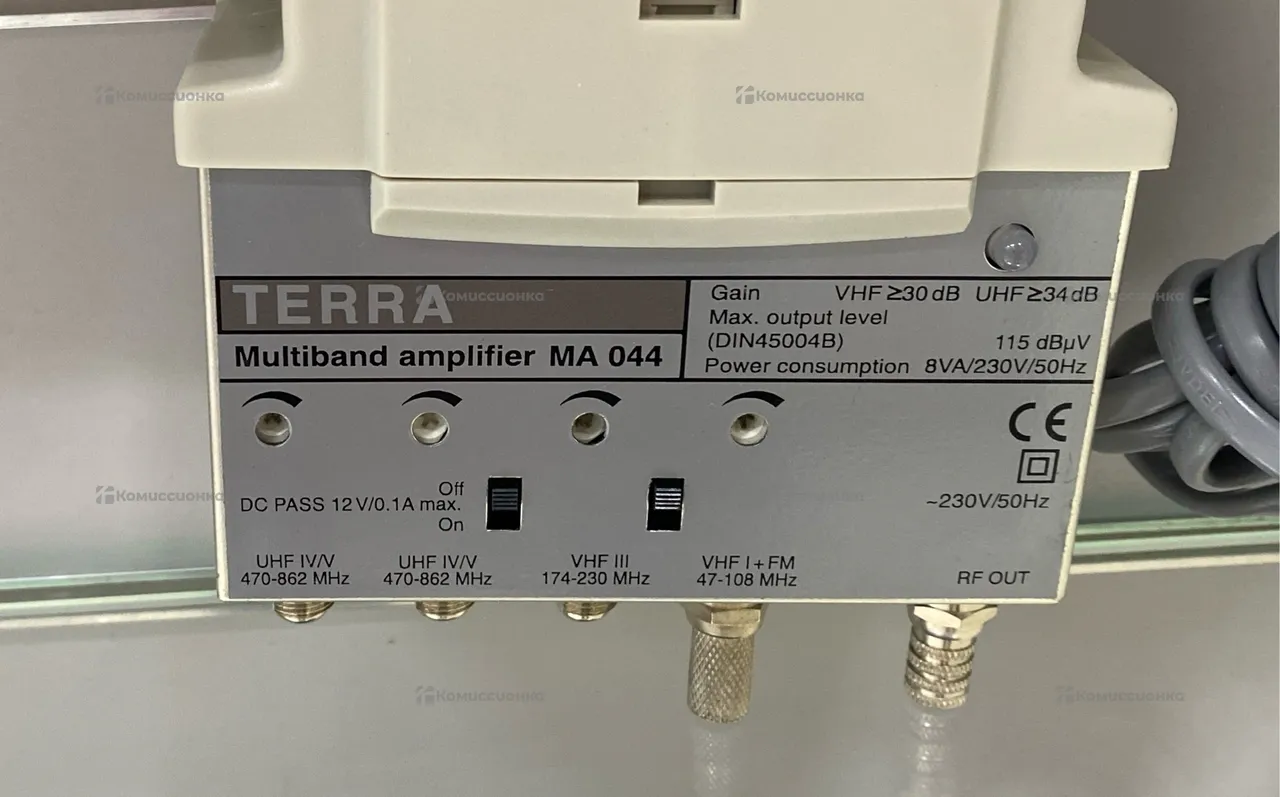 Комиссионка
Комиссионка
TERRA
Комиссионка
Комиссионка
Multiband amplifier MA 044
Gain VHF ≥30 dB UHF ≥34 dB
Max. output level
(DIN45004B) 115 dBµV
Power consumption 8VA/230V/50Hz
CE
Off
DC PASS 12 V/0.1A max.
On
Комиссионка
~230V/50Hz
UHF IV/V
470-862 MHz
UHF IV/V
470-862 MHz
VHF III
174-230 MHz
VHF I + FM
47-108 MHz
RF OUT
Комиссионка
Комиссионка